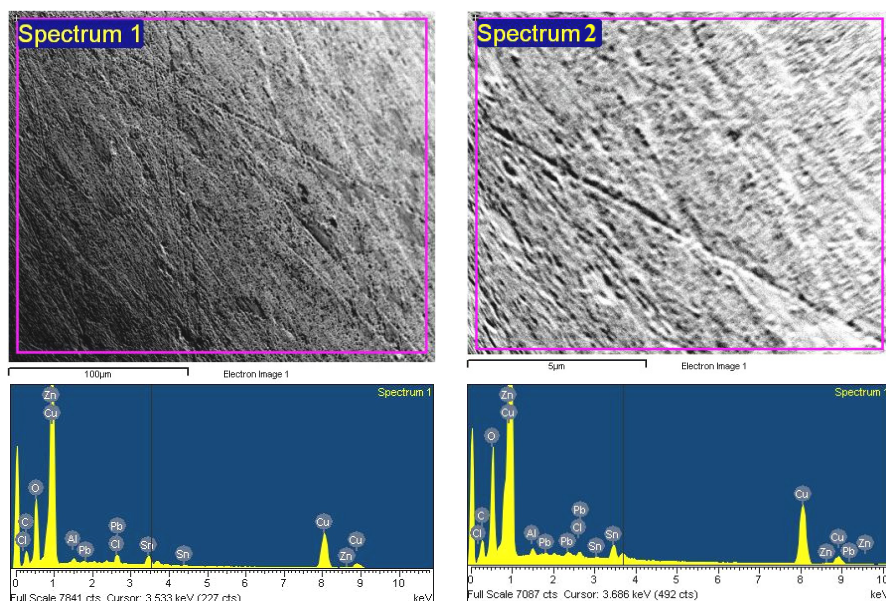 Spectrum 1
Spectrum 2
100µm Electron Image 1
5µm Electron Image 1
Spectrum 1
Zn
Cu
O
C
Cl
Al
Pb
Pb
Cl
Sn
Sn
Cu
Cu
Zn
0 1 2 3 4 5 6 7 8 9 10
Full Scale 7841 cts Cursor: 3.533 keV (227 cts) keV
Spectrum 1
Zn
Cu
O
C
Cl
Al
Pb
Pb
Pb
Cl
Sn
Sn
Cu
Zn
Cu
Pb
Zn
0 1 2 3 4 5 6 7 8 9 10
Full Scale 7087 cts Cursor: 3.686 keV (492 cts) keV